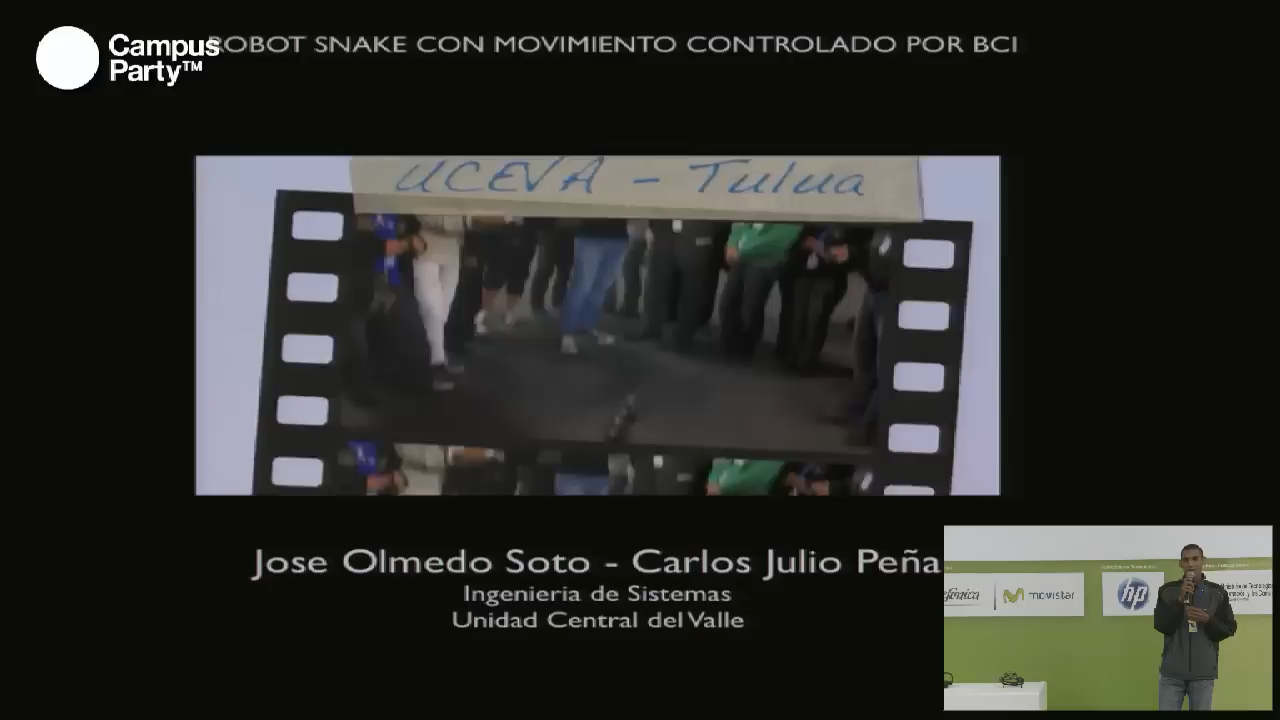 Campus
Party™
ROBOT SNAKE CON MOVIMIENTO CONTROLADO POR BCI
UCEVA - Tulua
Jose Olmedo Soto - Carlos Julio Peña
Ingenieria de Sistemas
Unidad Central del Valle
movistar
hp